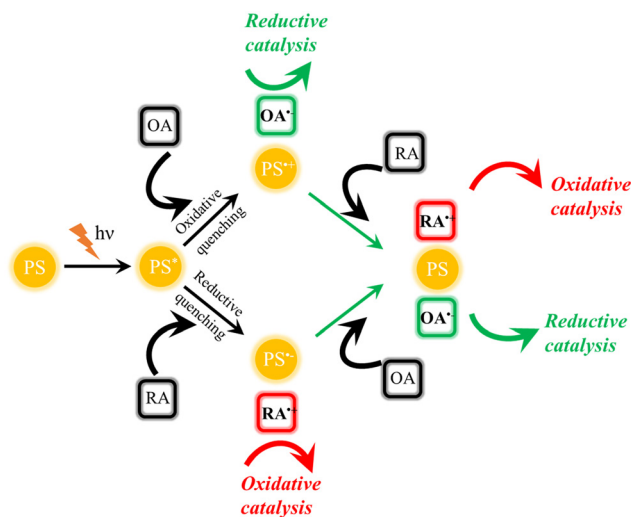 Reductive
catalysis
OA
OA•-
PS•+
RA
Oxidative
quenching
hν
PS
PS*
RA•+
Oxidative
catalysis
PS
Reductive
quenching
OA•-
Reductive
catalysis
PS•-
RA
RA•+
OA
Oxidative
catalysis